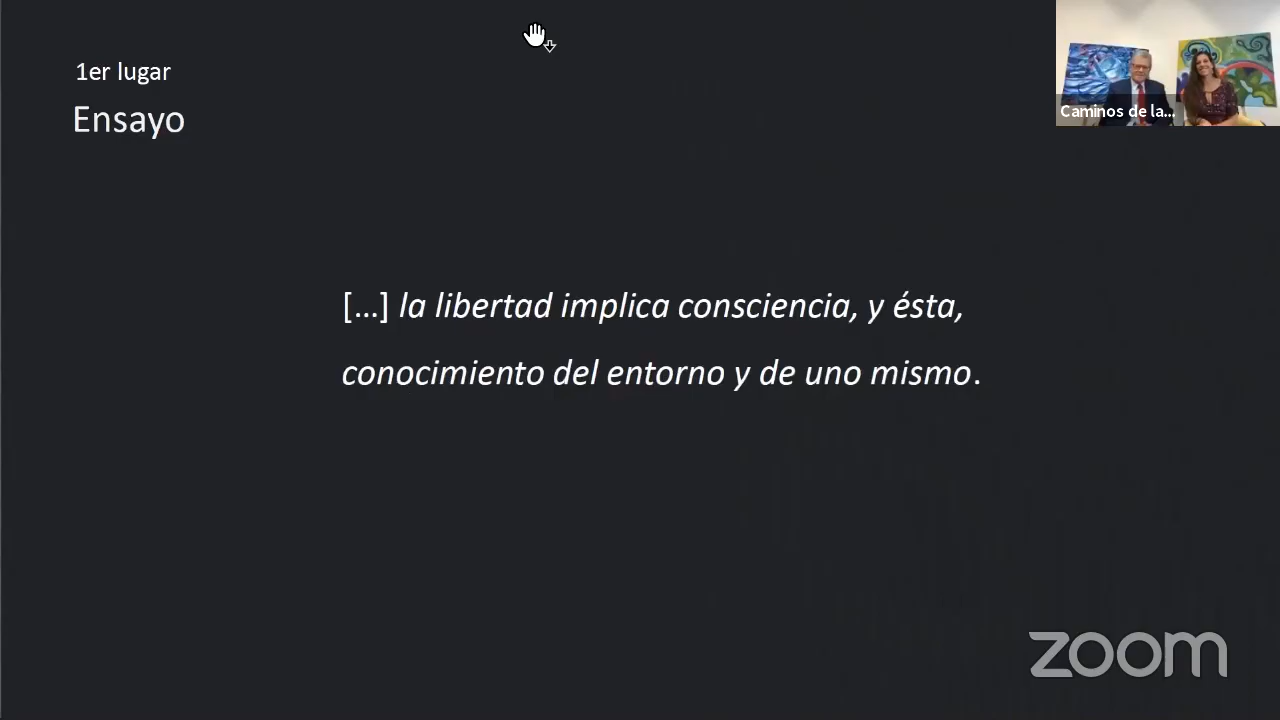 1er lugar
Ensayo
[...] la libertad implica consciencia, y ésta,
conocimiento del entorno y de uno mismo.
Caminos de la...
zoom